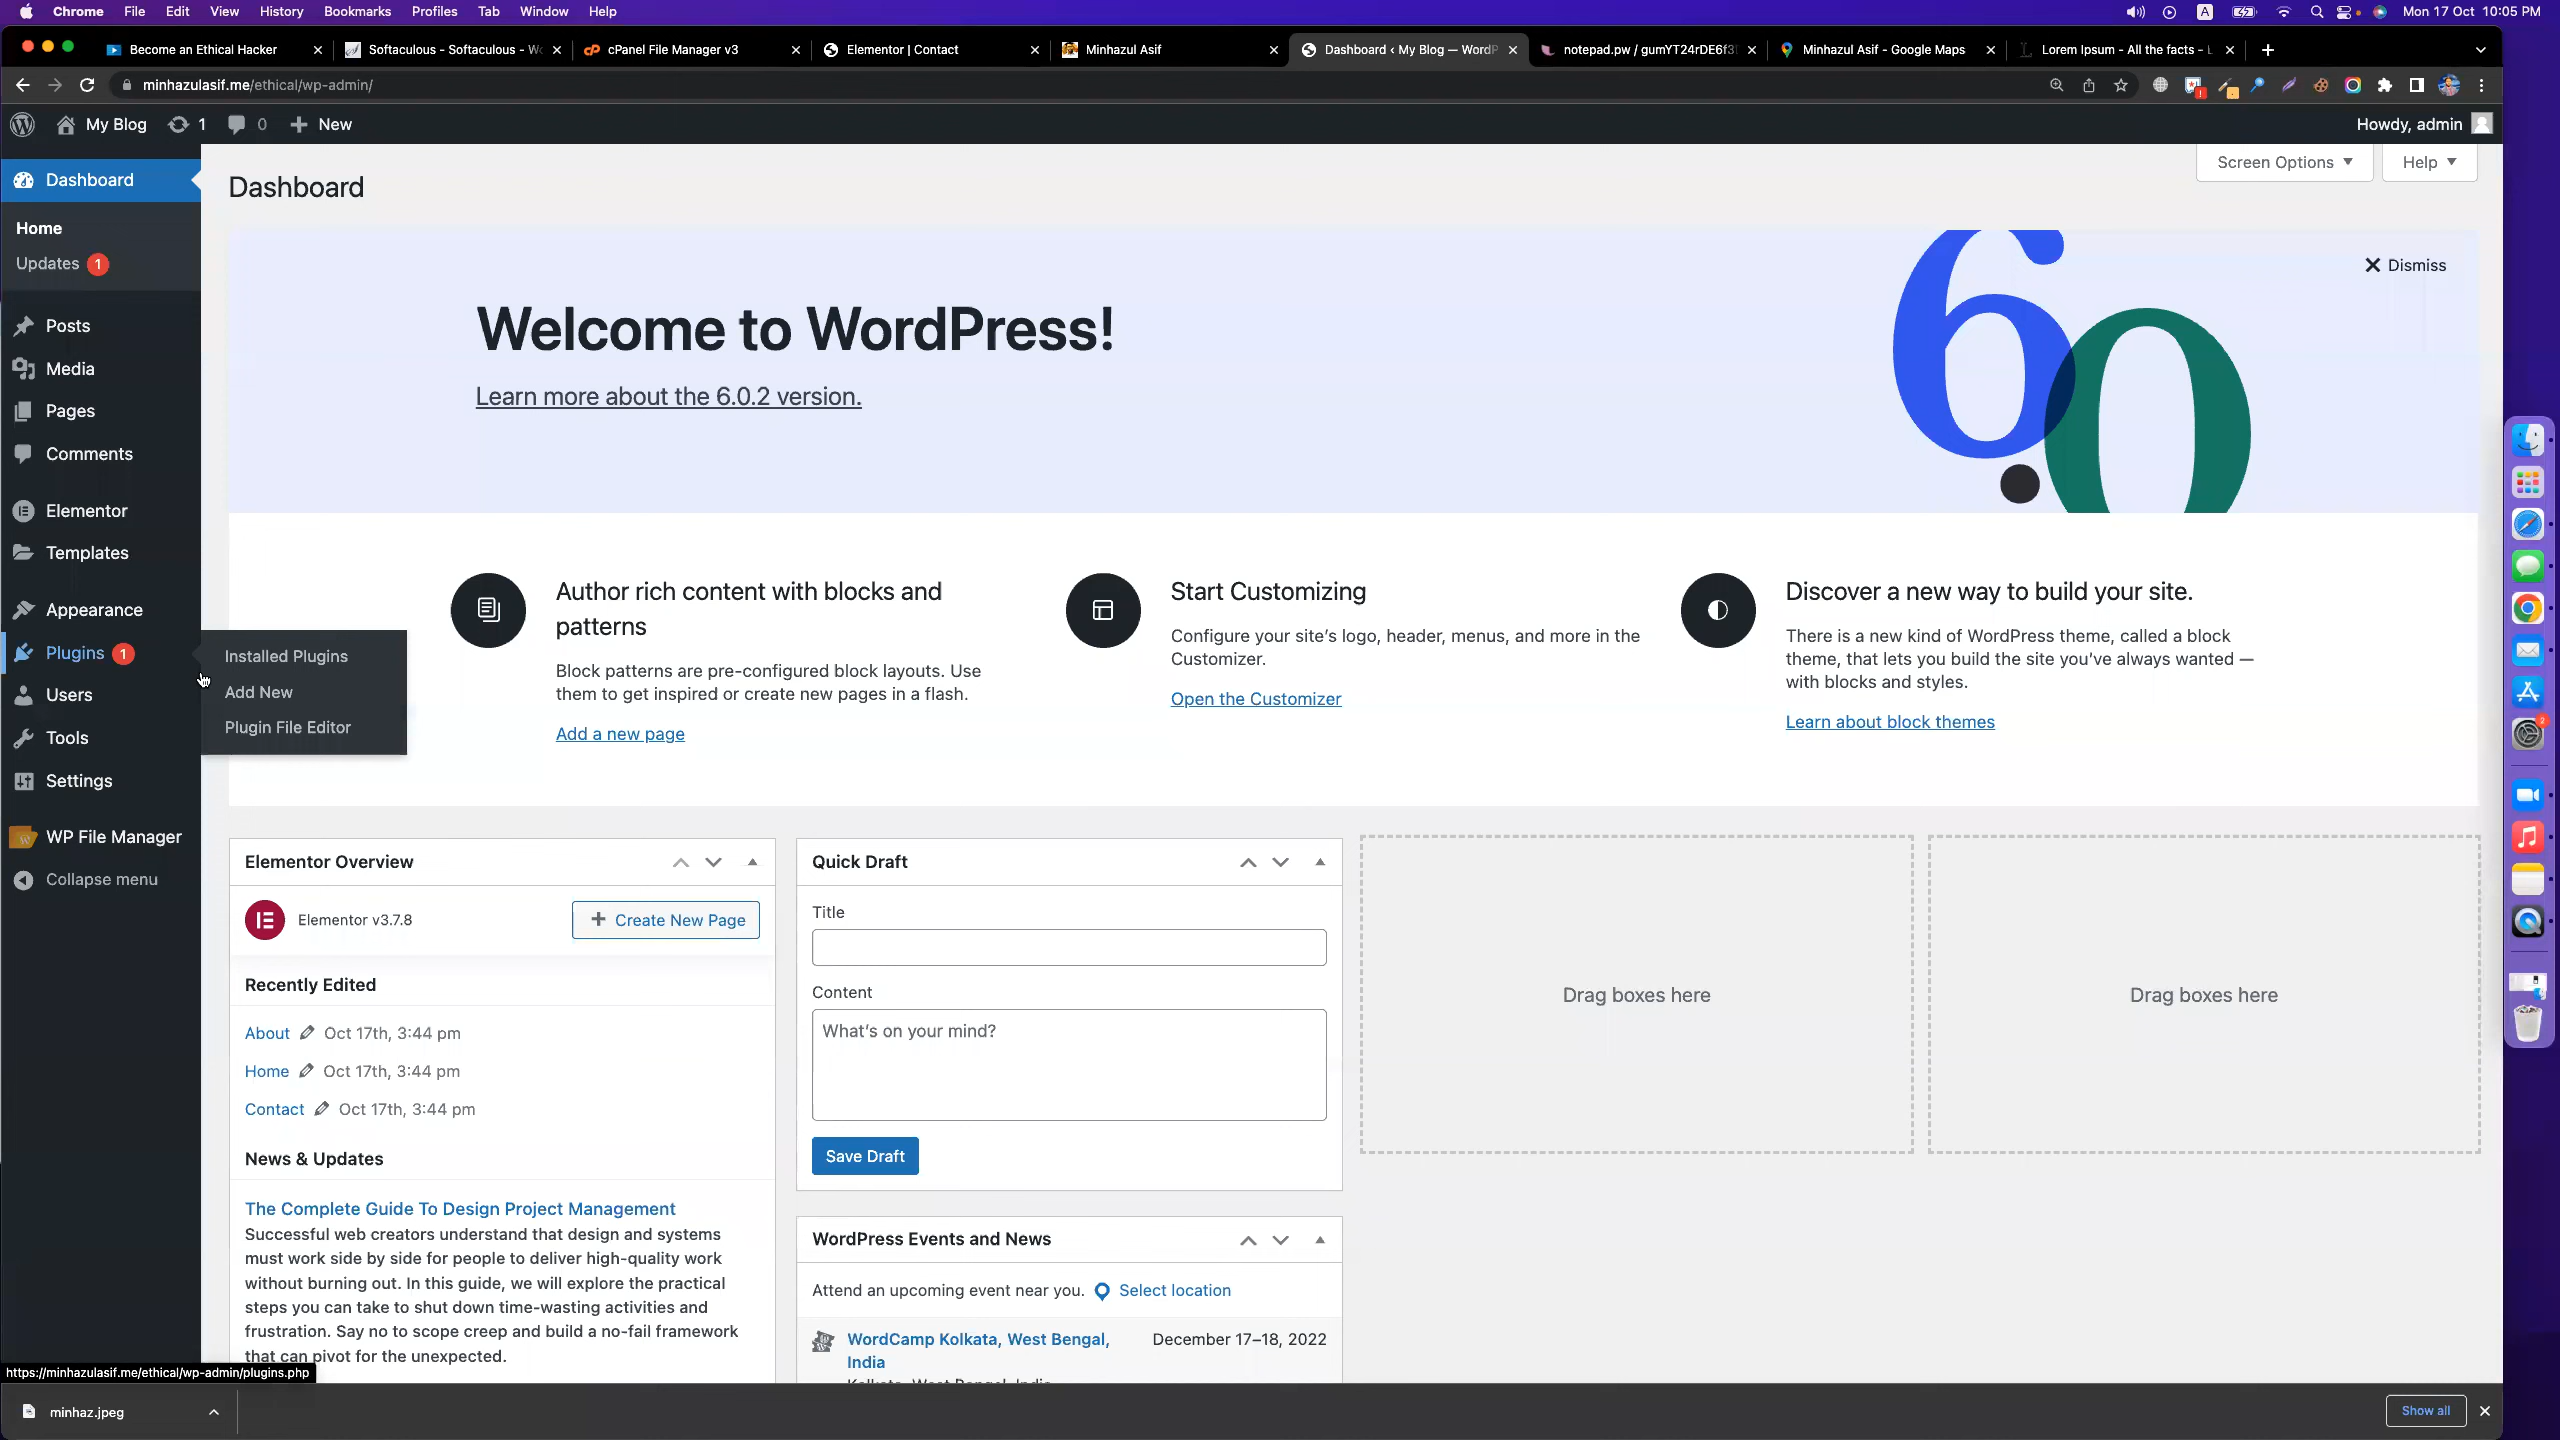 Chrome File Edit View History Bookmarks Profiles Tab Window Help
A Mon 17 Oct 10:05 PM
Become an Ethical Hacker
Softaculous - Softaculous - W
cPanel File Manager v3
Elementor | Contact
Minhazul Asif
Dashboard ‹ My Blog — WordP
notepad.pw / gumYT24rDE6f3
Minhazul Asif - Google Maps
Lorem Ipsum - All the facts - L
minhazulasif.me/ethical/wp-admin/
My Blog 1 0 New
Howdy, admin
Dashboard
Home
Updates 1
Posts
Media
Pages
Comments
Elementor
Templates
Appearance
Plugins 1
Users
Tools
Settings
WP File Manager
Collapse menu
Installed Plugins
Add New
Plugin File Editor
Dashboard
Screen Options
Help
Dismiss
Welcome to WordPress!
Learn more about the 6.0.2 version.
60
Author rich content with blocks and
patterns
Block patterns are pre-configured block layouts. Use
them to get inspired or create new pages in a flash.
Add a new page
Start Customizing
Configure your site's logo, header, menus, and more in the
Customizer.
Open the Customizer
Discover a new way to build your site.
There is a new kind of WordPress theme, called a block
theme, that lets you build the site you've always wanted —
with blocks and styles.
Learn about block themes
Elementor Overview
Elementor v3.7.8
Create New Page
Recently Edited
About Oct 17th, 3:44 pm
Home Oct 17th, 3:44 pm
Contact Oct 17th, 3:44 pm
News & Updates
The Complete Guide To Design Project Management
Successful web creators understand that design and systems
must work side by side for people to deliver high-quality work
without burning out. In this guide, we will explore the practical
steps you can take to shut down time-wasting activities and
frustration. Say no to scope creep and build a no-fail framework
that can pivot for the unexpected.
Quick Draft
Title
Content
What's on your mind?
Save Draft
WordPress Events and News
Attend an upcoming event near you.
Select location
WordCamp Kolkata, West Bengal,
India
December 17–18, 2022
Drag boxes here
Drag boxes here
https://minhazulasif.me/ethical/wp-admin/plugins.php
minhaz.jpeg
Show all
2